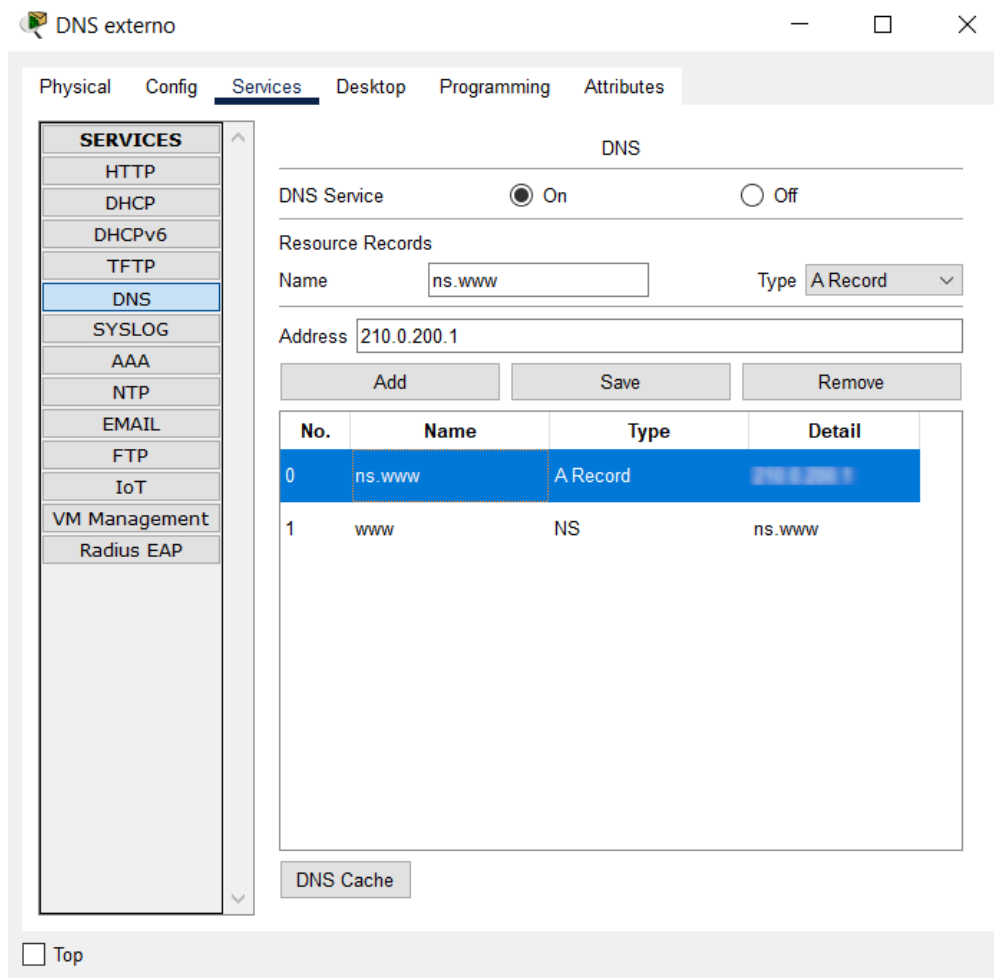 DNS externo
Physical Config Services Desktop Programming Attributes
SERVICES
HTTP
DHCP
DHCPv6
TFTP
DNS
SYSLOG
AAA
NTP
EMAIL
FTP
IoT
VM Management
Radius EAP
DNS
DNS Service On Off
Resource Records
Name ns.www Type A Record
Address 210.0.200.1
Add Save Remove
No. Name Type Detail
0 ns.www A Record
1 www NS ns.www
DNS Cache
Top